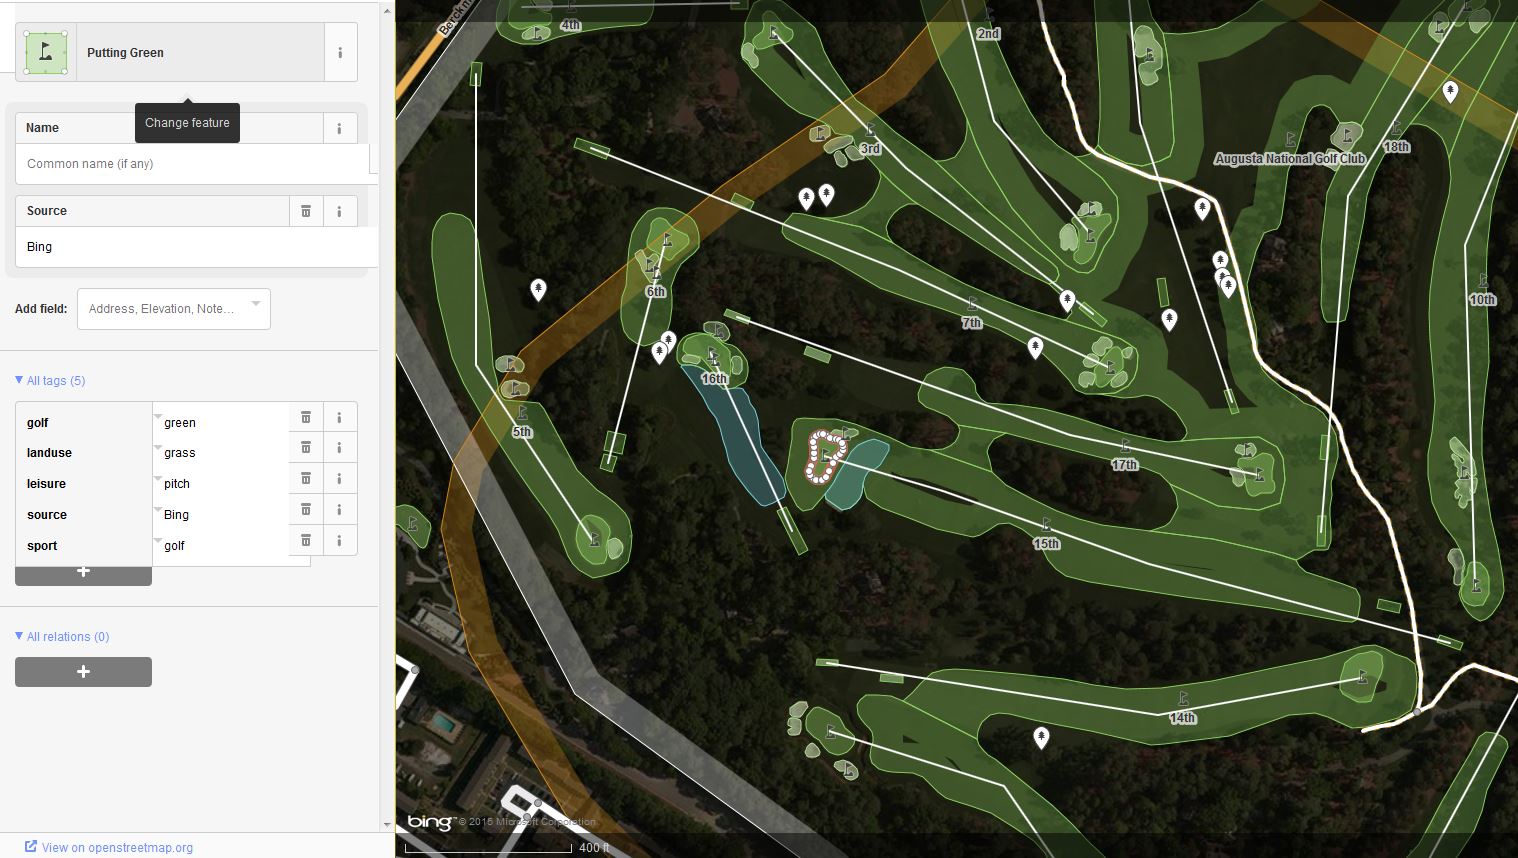 Putting Green
Change feature
Name
Common name (if any)
Source
Bing
Add field:
Address, Elevation, Note...
All tags (5)
golf green
landuse grass
leisure pitch
source Bing
sport golf
All relations (0)
View on openstreetmap.org
4th
2nd
3rd
Augusta National Golf Club
18th
6th
7th
10th
16th
5th
17th
15th
14th
bing © 2015 Microsoft Corporation
400 ft